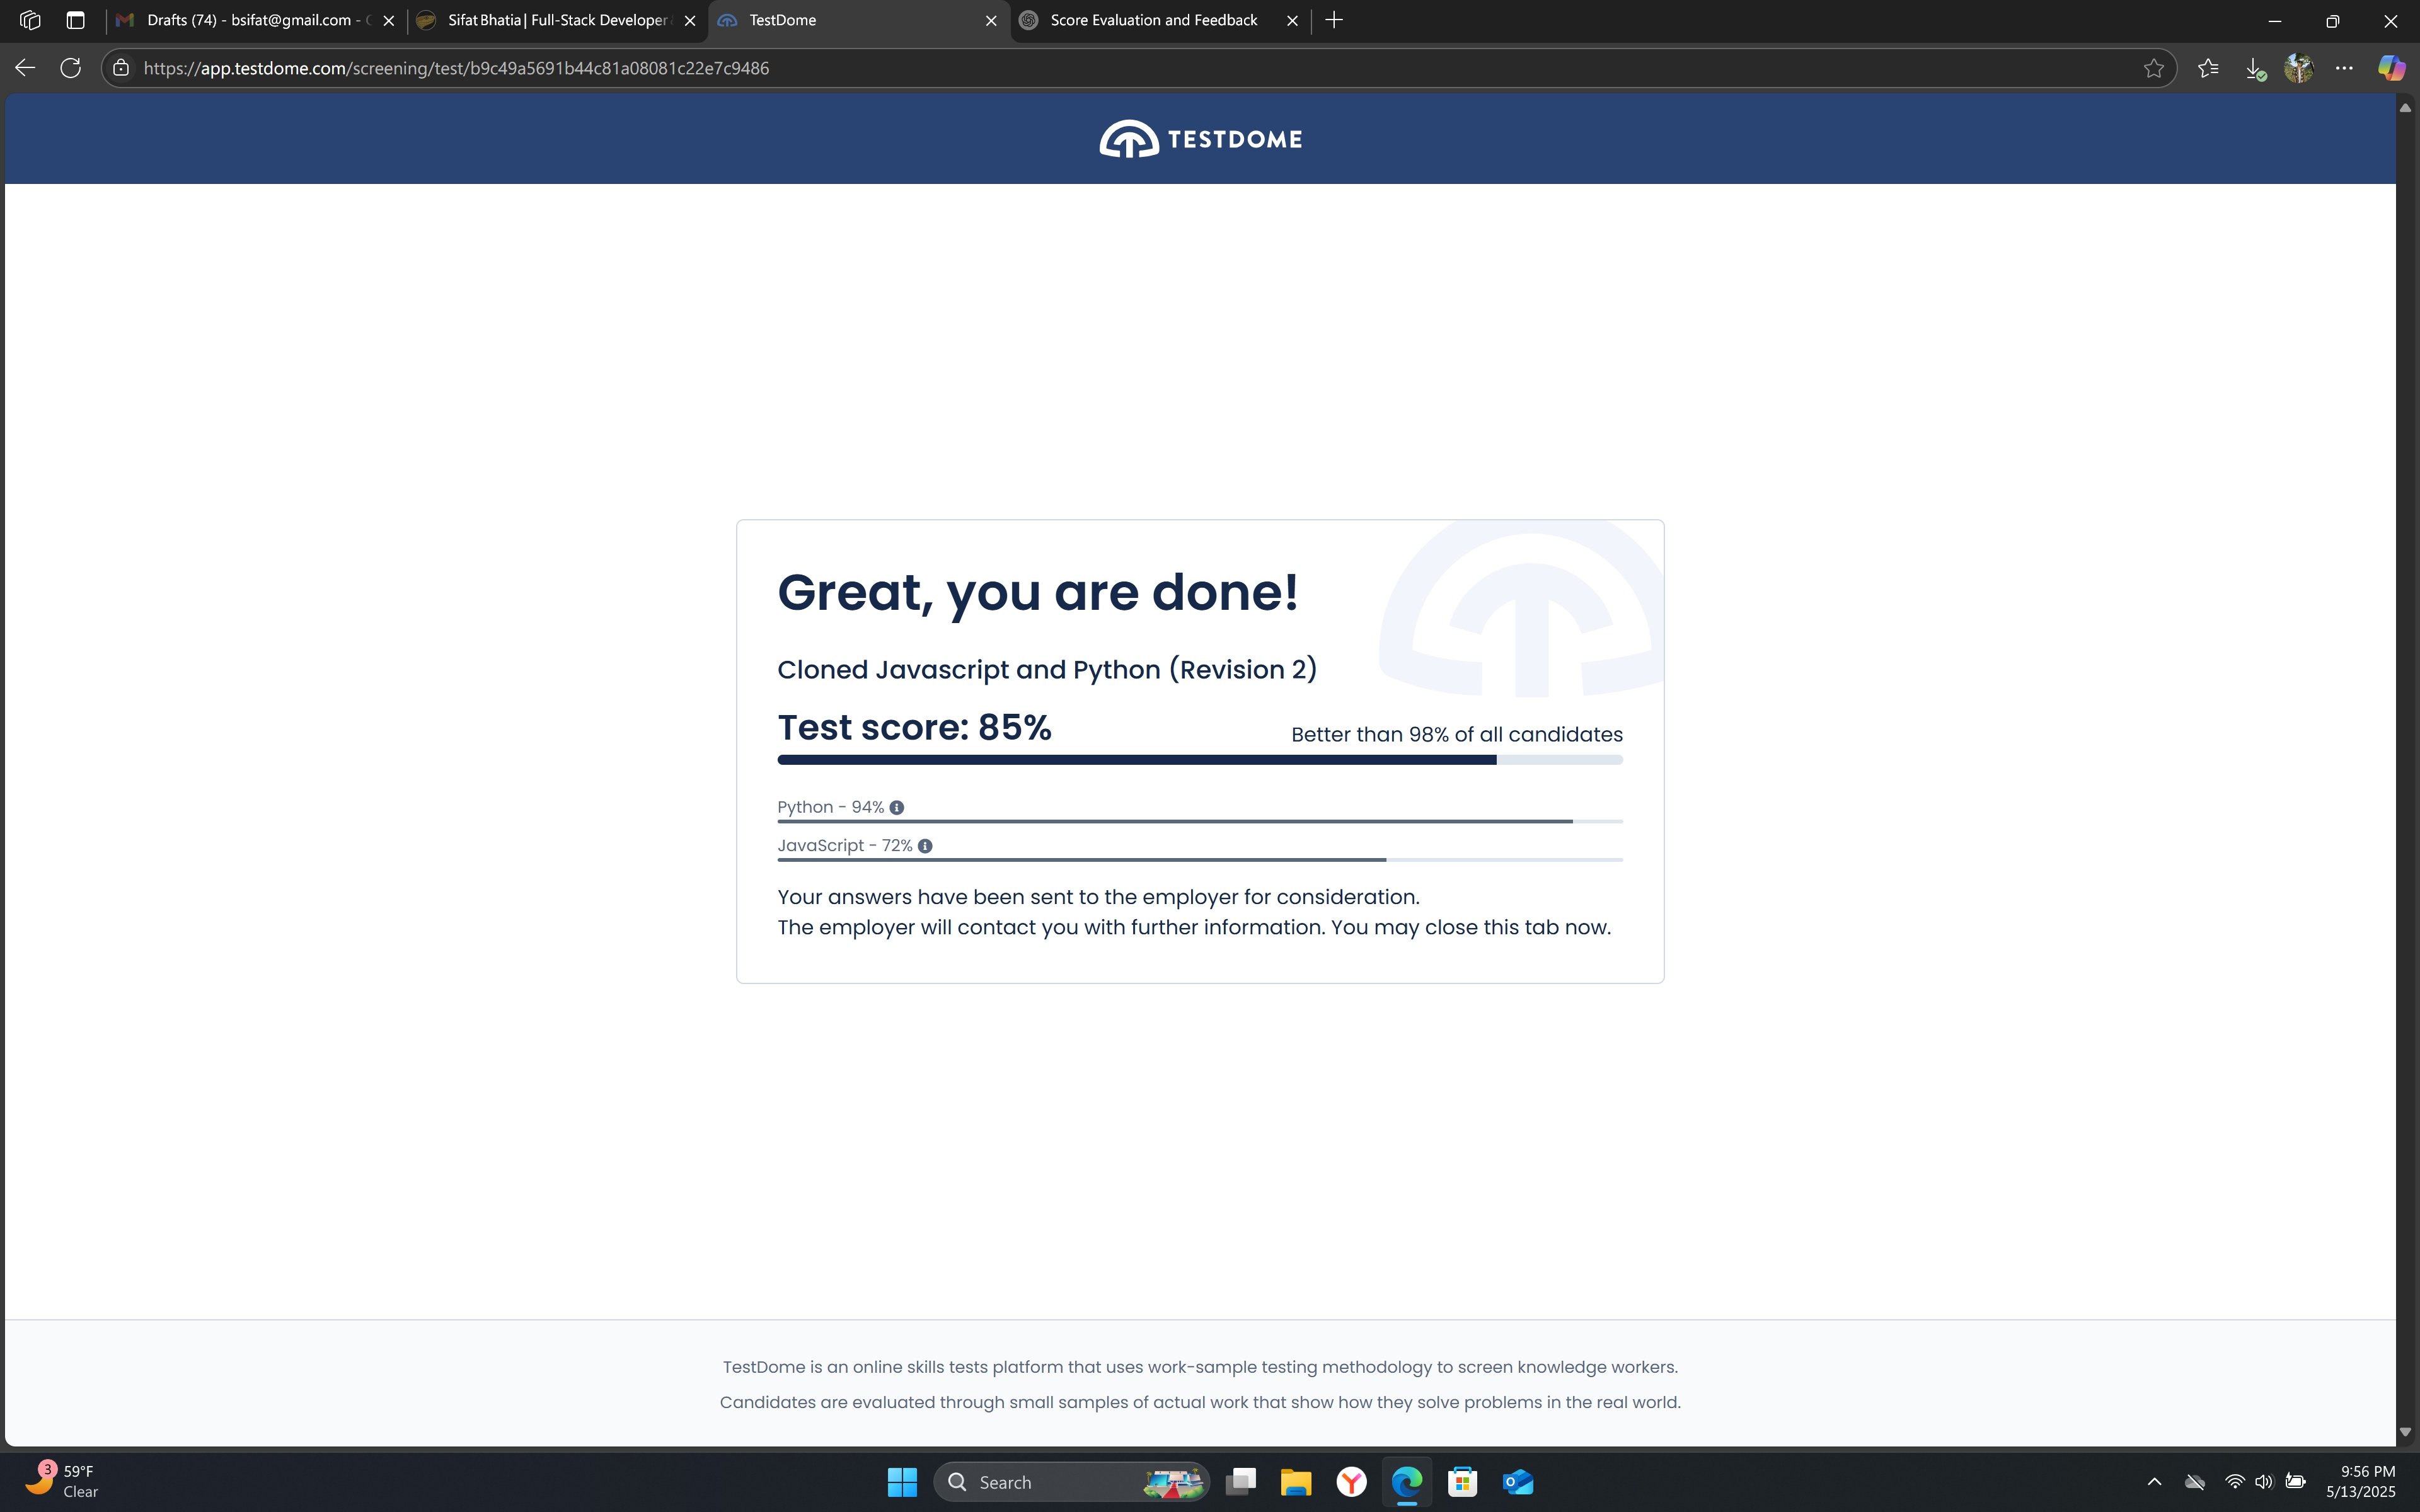 Drafts (74) - bsifat@gmail.com -
Sifat Bhatia | Full-Stack Developer
TestDome
Score Evaluation and Feedback
https://app.testdome.com/screening/test/b9c49a5691b44c81a08081c22e7c9486
TESTDOME
Great, you are done!
Cloned Javascript and Python (Revision 2)
Test score: 85%
Better than 98% of all candidates
Python - 94%
JavaScript - 72%
Your answers have been sent to the employer for consideration.
The employer will contact you with further information. You may close this tab now.
TestDome is an online skills tests platform that uses work-sample testing methodology to screen knowledge workers.
Candidates are evaluated through small samples of actual work that show how they solve problems in the real world.
3
59°F
Clear
Search
9:56 PM
5/13/2025